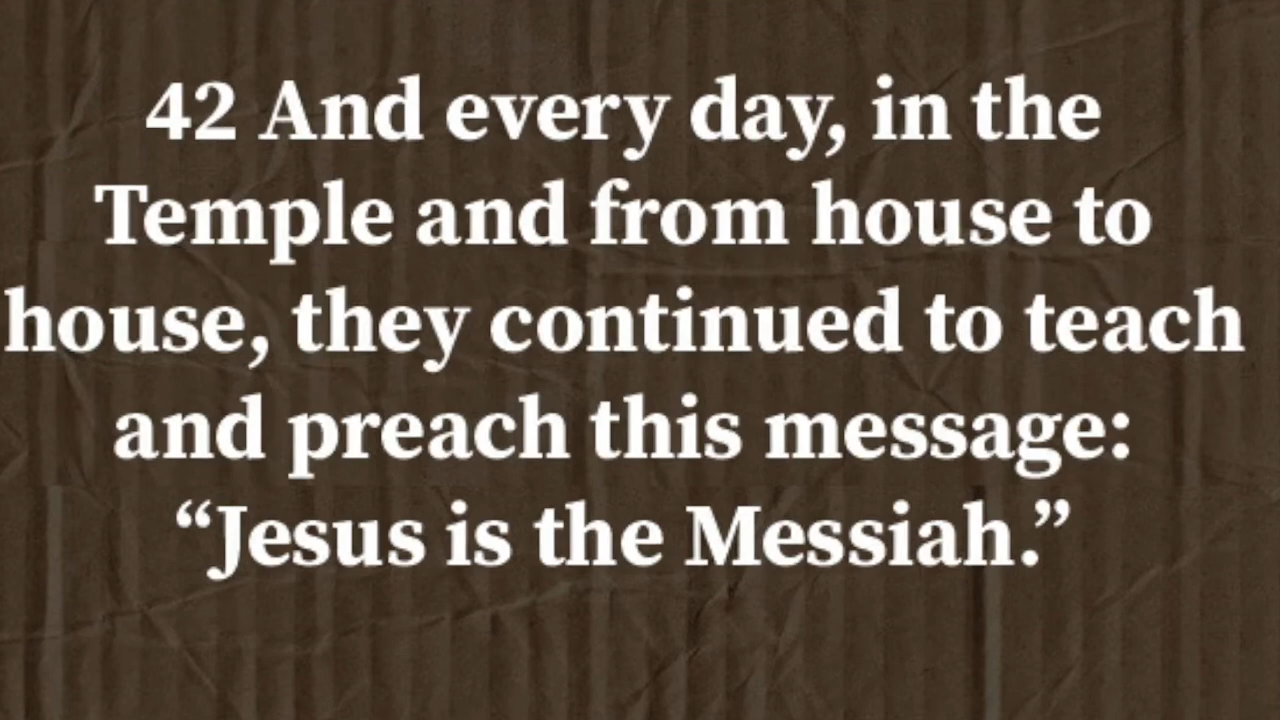 42 And every day, in the
Temple and from house to
house, they continued to teach
and preach this message:
“Jesus is the Messiah.”